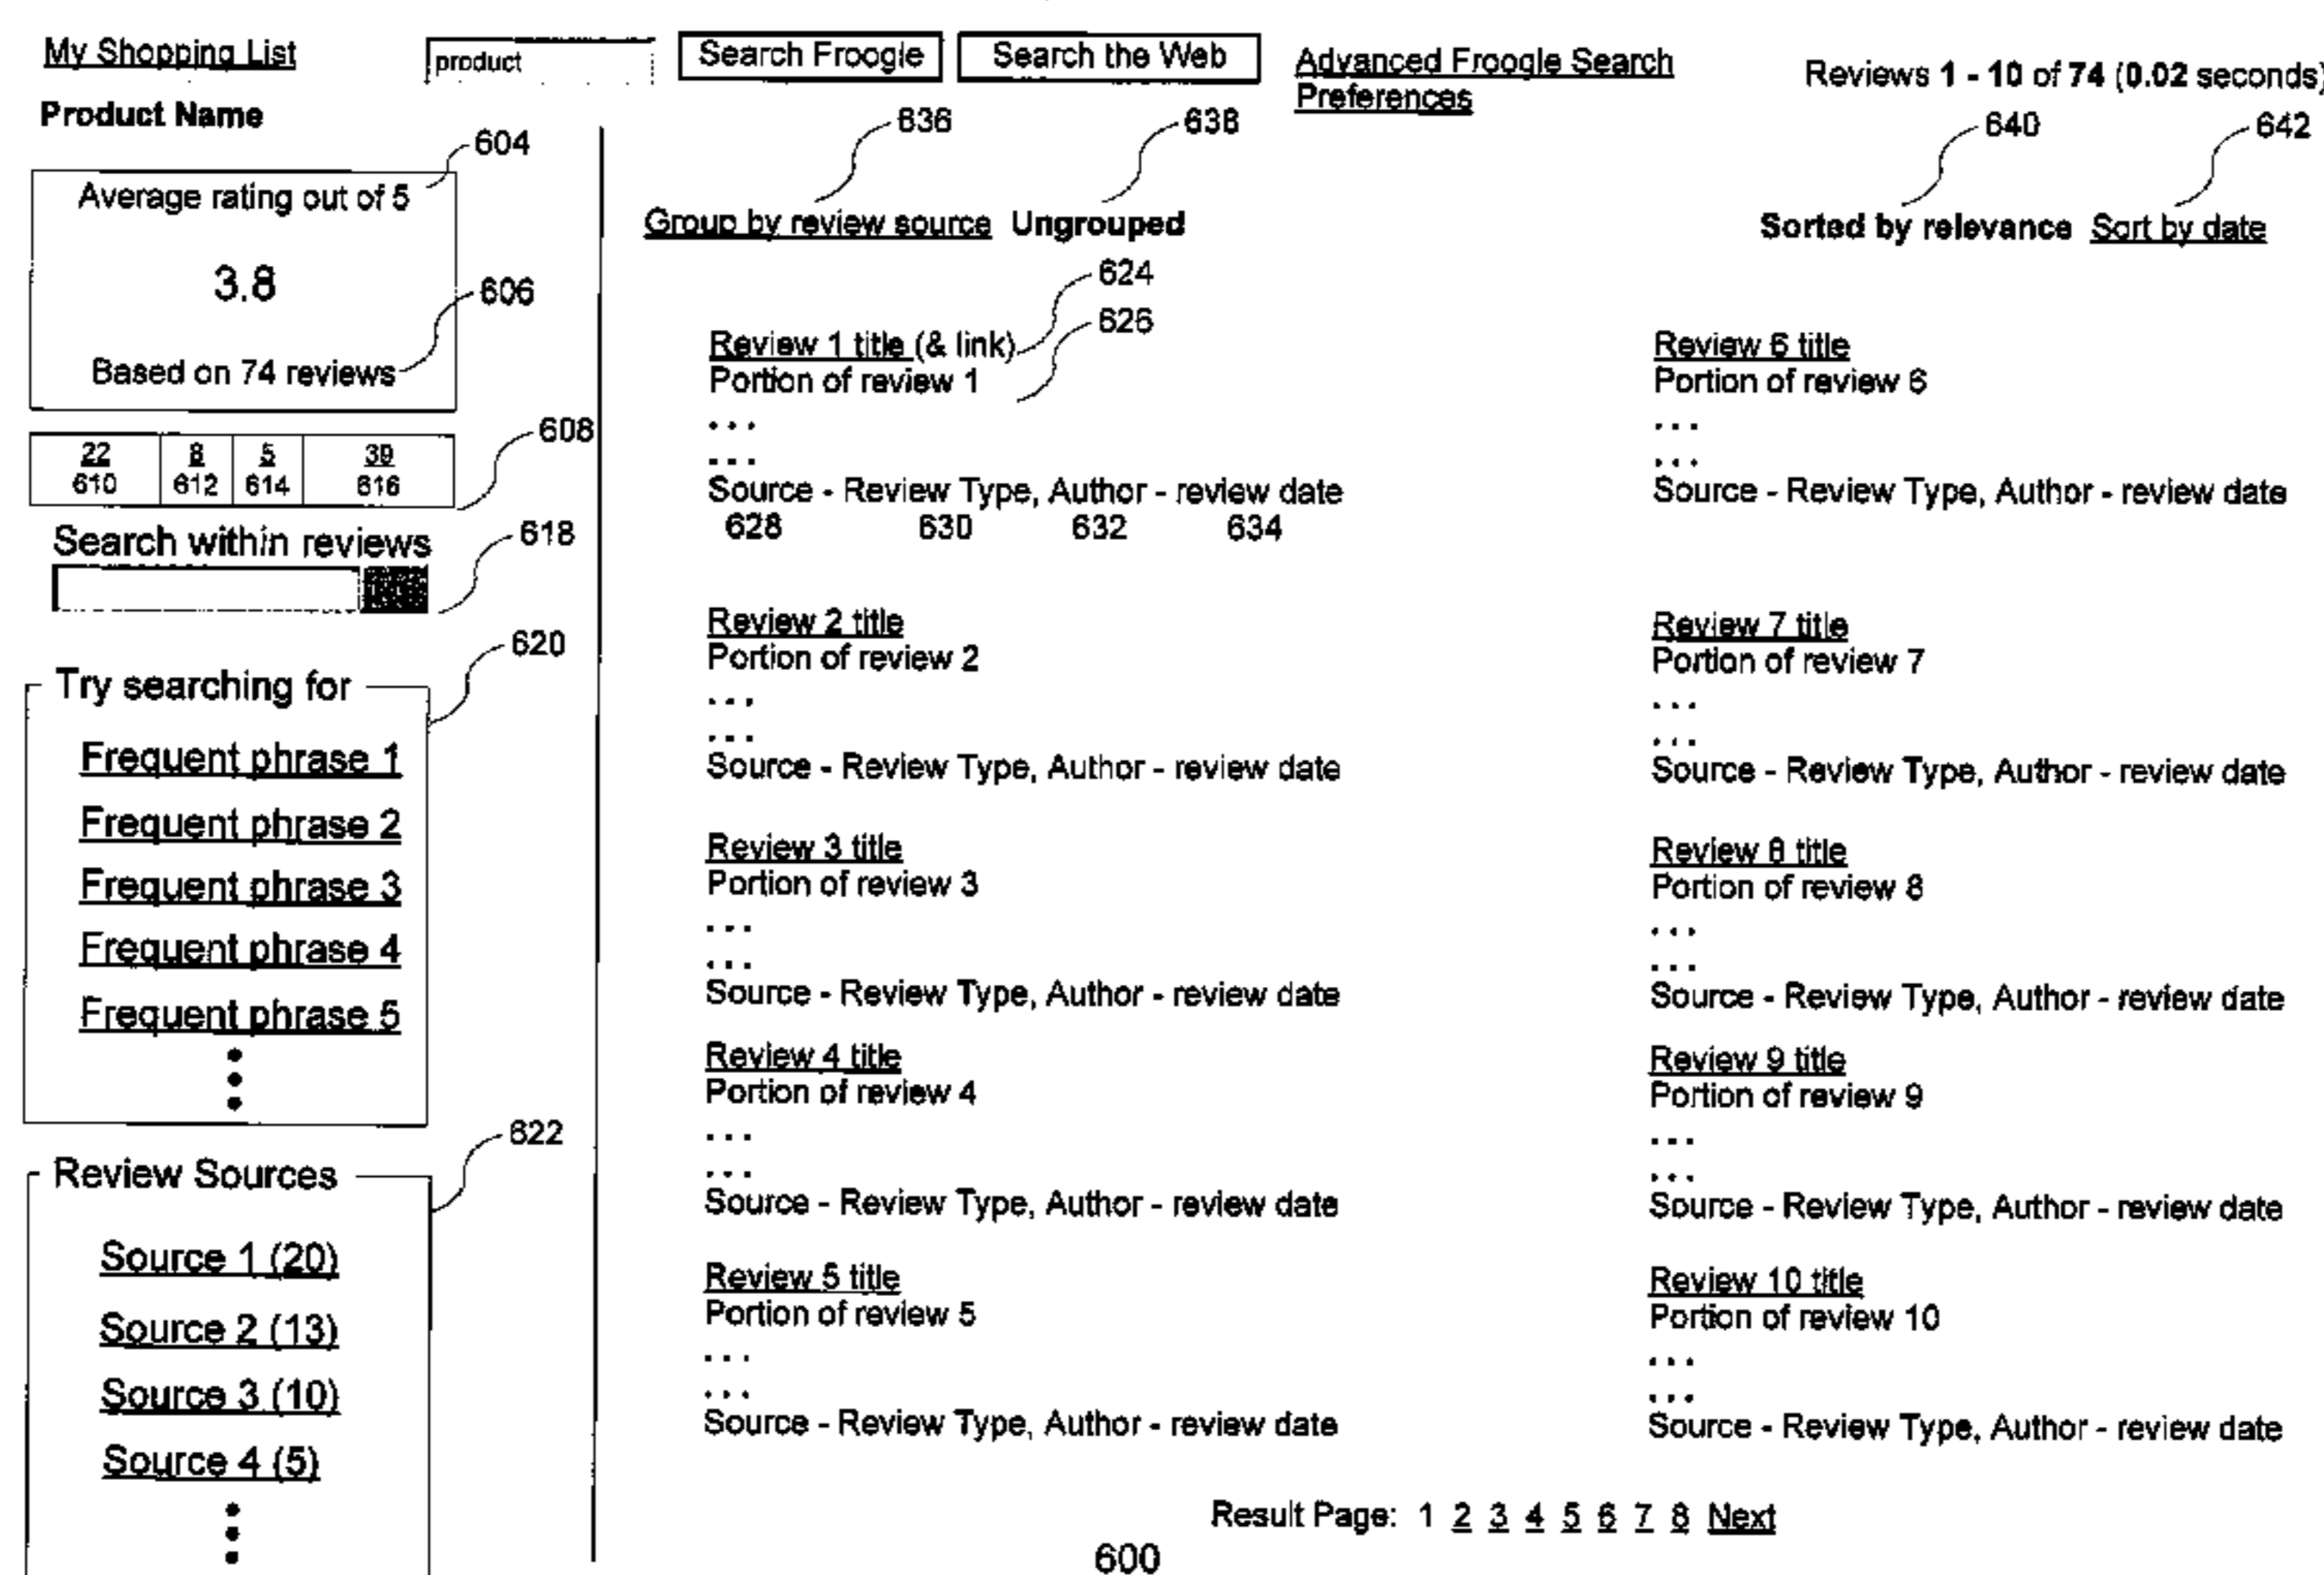 My Shopping List
product
Search Froogle
Search the Web
Advanced Froogle Search
Preferences
Reviews 1 - 10 of 74 (0.02 seconds)
Product Name
604
Average rating out of 5
3.8
606
Based on 74 reviews
608
22 8 5 39
610 612 614 616
Search within reviews
618
620
Try searching for
Frequent phrase 1
Frequent phrase 2
Frequent phrase 3
Frequent phrase 4
Frequent phrase 5
622
Review Sources
Source 1 (20)
Source 2 (13)
Source 3 (10)
Source 4 (5)
636
638
640
642
Group by review source Ungrouped
Sorted by relevance Sort by date
624
626
Review 1 title (& link)
Portion of review 1
. . .
. . .
Source - Review Type, Author - review date
628 630 632 634
Review 2 title
Portion of review 2
. . .
. . .
Source - Review Type, Author - review date
Review 3 title
Portion of review 3
. . .
. . .
Source - Review Type, Author - review date
Review 4 title
Portion of review 4
. . .
. . .
Source - Review Type, Author - review date
Review 5 title
Portion of review 5
. . .
. . .
Source - Review Type, Author - review date
Review 6 title
Portion of review 6
. . .
. . .
Source - Review Type, Author - review date
Review 7 title
Portion of review 7
. . .
. . .
Source - Review Type, Author - review date
Review 8 title
Portion of review 8
. . .
. . .
Source - Review Type, Author - review date
Review 9 title
Portion of review 9
. . .
. . .
Source - Review Type, Author - review date
Review 10 title
Portion of review 10
. . .
. . .
Source - Review Type, Author - review date
Result Page: 1 2 3 4 5 6 7 8 Next
600